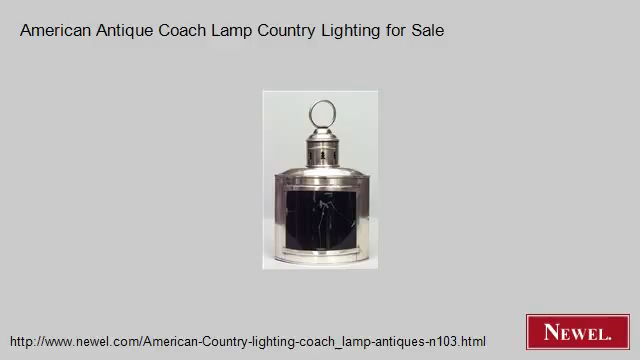 American Antique Coach Lamp Country Lighting for Sale
http://www.newel.com/American-Country-lighting-coach_lamp-antiques-n103.html
NEWEL.